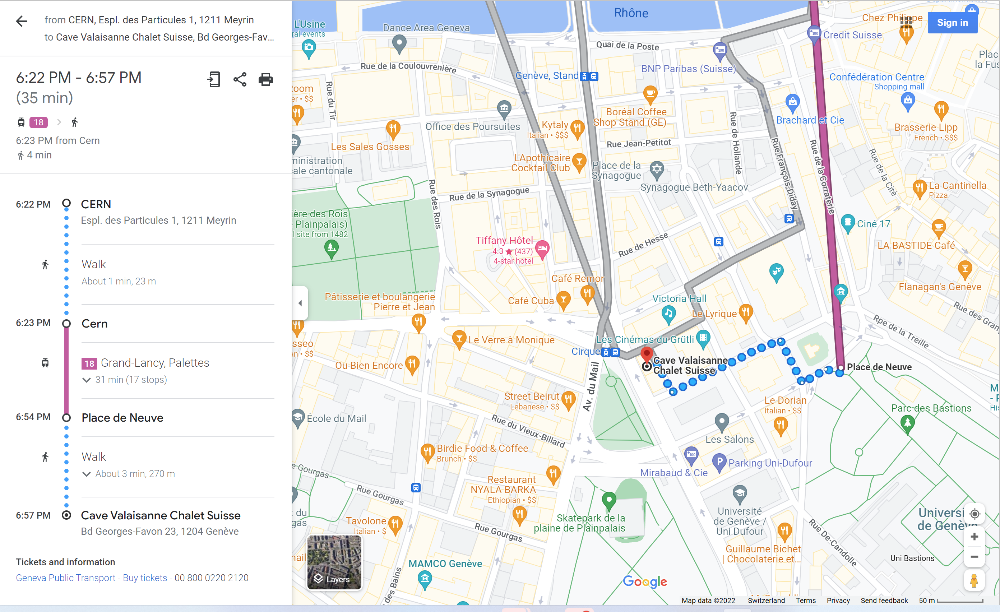 from CERN, Espl. des Particules 1, 1211 Meyrin
to Cave Valaisanne Chalet Suisse, Bd Georges-Fav...
6:22 PM - 6:57 PM
(35 min)
18
6:23 PM from Cern
4 min
6:22 PM
CERN
Espl. des Particules 1, 1211 Meyrin
Walk
About 1 min, 23 m
6:23 PM
Cern
18 Grand-Lancy, Palettes
31 min (17 stops)
6:54 PM
Place de Neuve
Walk
About 3 min, 270 m
6:57 PM
Cave Valaisanne Chalet Suisse
Bd Georges-Favon 23, 1204 Genève
Tickets and information
Geneva Public Transport - Buy tickets - 00 800 0220 2120
L'Usine
ral events
Dance Area Geneva
Rhône
Quai de la Poste
Chez Philippe
Sign in
Credit Suisse
Place
la Fus
BNP Paribas (Suisse)
Rue de la Coulouvrenière
Genève, Stand
Confédération Centre
Shopping mall
Room
er • $$
Rue du Tir
Office des Poursuites
Boréal Coffee
Shop Stand (GE)
Kytaly
Italian • $$$
Rue de Hollande
Brachard et Cie
Brasserie Lipp
French • $$$
Les Sales Gosses
Rue Jean-Petitot
Rue François-Diday
Rue de la Corraterie
Rue de la Cité
ministration
cale cantonale
L'Apothicaire
Cocktail Club
Place de la
Synagogue
Synagogue Beth-Yaacov
La Cantinella
Pizza
Rue de la Synagogue
Rue des Rois
ière des Rois
Plainpalais)
l site from 1482
Ciné 17
LA BASTIDE Café
Tiffany Hôtel
4.3 ★ (437)
4-star hotel
Rue de Hesse
Café Remor
Flanagan's Genève
Pâtisserie et boulangerie
Pierre et Jean
Café Cuba
Victoria Hall
Le Lyrique
Rue des Gran
Rpe de la Treille
sseo
an • $$
Le Verre à Monique
Les Cinémas du Grütli
Cirque
Cave Valaisanne
Chalet Suisse
Place de Neuve
Ou Bien Encore
Av. du Mail
Street Beirut
Lebanese • $$
Le Dorian
Italian • $$
Parc des Bastions
M
- F
His
École du Mail
Rue du Vieux-Billard
Les Salons
Birdie Food & Coffee
Brunch • $$
Mirabaud & Cie
Parking Uni-Dufour
e-Gourgas
Restaurant
NYALA BARKA
Ethiopian • $$
Rue Gourgas
Université
de Genève /
Uni Dufour
Universi
de Genève
x du
gas
Tavolone
Italian • $
Rue Gourgas
Skatepark de la
plaine de Plainpalais
Rue De-Candolle
Guillaume Bichet
| Chocolaterie et...
Uni Bastions
nail
MAMCO Genève
des Bains
Layers
Google
Map data ©2022 Switzerland Terms Privacy Send feedback 50 m